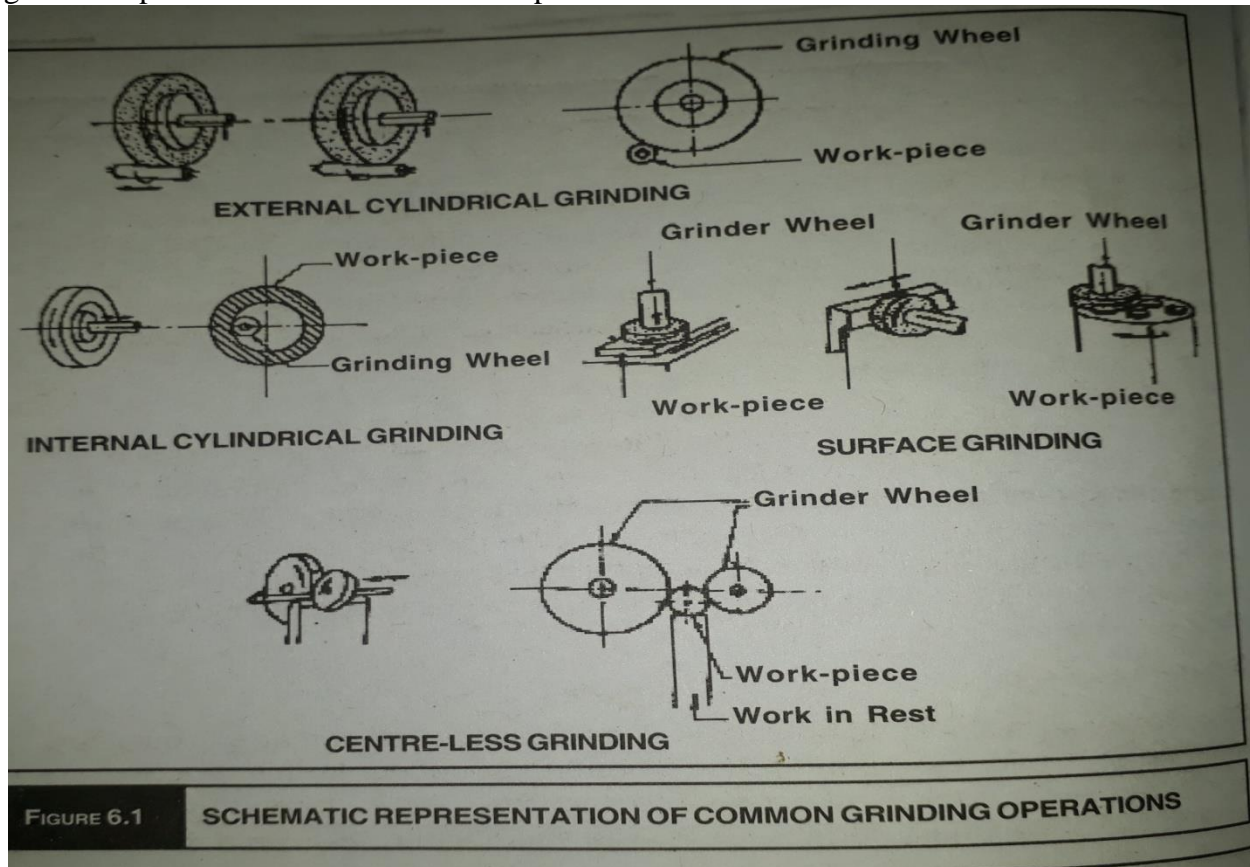 Grinding Wheel
Work-piece
EXTERNAL CYLINDRICAL GRINDING
Work-piece
Grinding Wheel
INTERNAL CYLINDRICAL GRINDING
Grinder Wheel
Grinder Wheel
Work-piece
Work-piece
SURFACE GRINDING
Grinder Wheel
Work-piece
Work in Rest
CENTRE-LESS GRINDING
FIGURE 6.1
SCHEMATIC REPRESENTATION OF COMMON GRINDING OPERATIONS